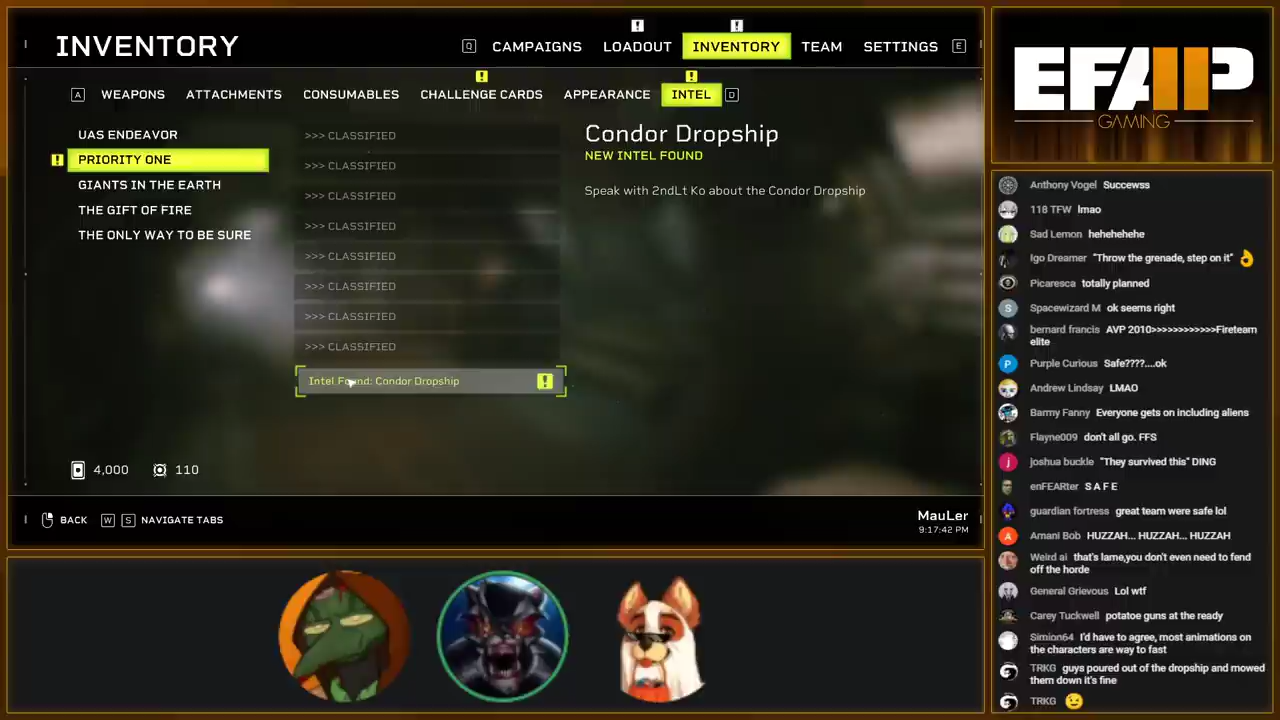 INVENTORY
Q CAMPAIGNS LOADOUT INVENTORY TEAM SETTINGS E
A WEAPONS ATTACHMENTS CONSUMABLES CHALLENGE CARDS APPEARANCE INTEL D
UAS ENDEAVOR
PRIORITY ONE
GIANTS IN THE EARTH
THE GIFT OF FIRE
THE ONLY WAY TO BE SURE
>>> CLASSIFIED
>>> CLASSIFIED
>>> CLASSIFIED
>>> CLASSIFIED
>>> CLASSIFIED
>>> CLASSIFIED
>>> CLASSIFIED
>>> CLASSIFIED
Intel Found: Condor Dropship
Condor Dropship
NEW INTEL FOUND
Speak with 2ndLt Ko about the Condor Dropship
4,000 110
BACK W S NAVIGATE TABS
MauLer
9:17:42 PM
EFAP
GAMING
Anthony Vogel Succewss
118 TFW lmao
Sad Lemon hehehehehe
Igo Dreamer "Throw the grenade, step on it" 👌
Picaresca totally planned
Spacewizard M ok seems right
bernard francis AVP 2010>>>>>>>>>>>>Fireteam
elite
Purple Curious Safe????....ok
Andrew Lindsay LMAO
Barmy Fanny Everyone gets on including aliens
Flayne009 don't all go. FFS
joshua buckle "They survived this" DING
enFEARter S A F E
guardian fortress great team were safe lol
Amani Bob HUZZAH... HUZZAH... HUZZAH
Weird ai that's lame,you don't even need to fend
off the horde
General Grievous Lol wtf
Carey Tuckwell potatoe guns at the ready
Simion64 I'd have to agree, most animations on
the characters are way to fast
TRKG guys poured out of the dropship and mowed
them down it's fine
TRKG 😉